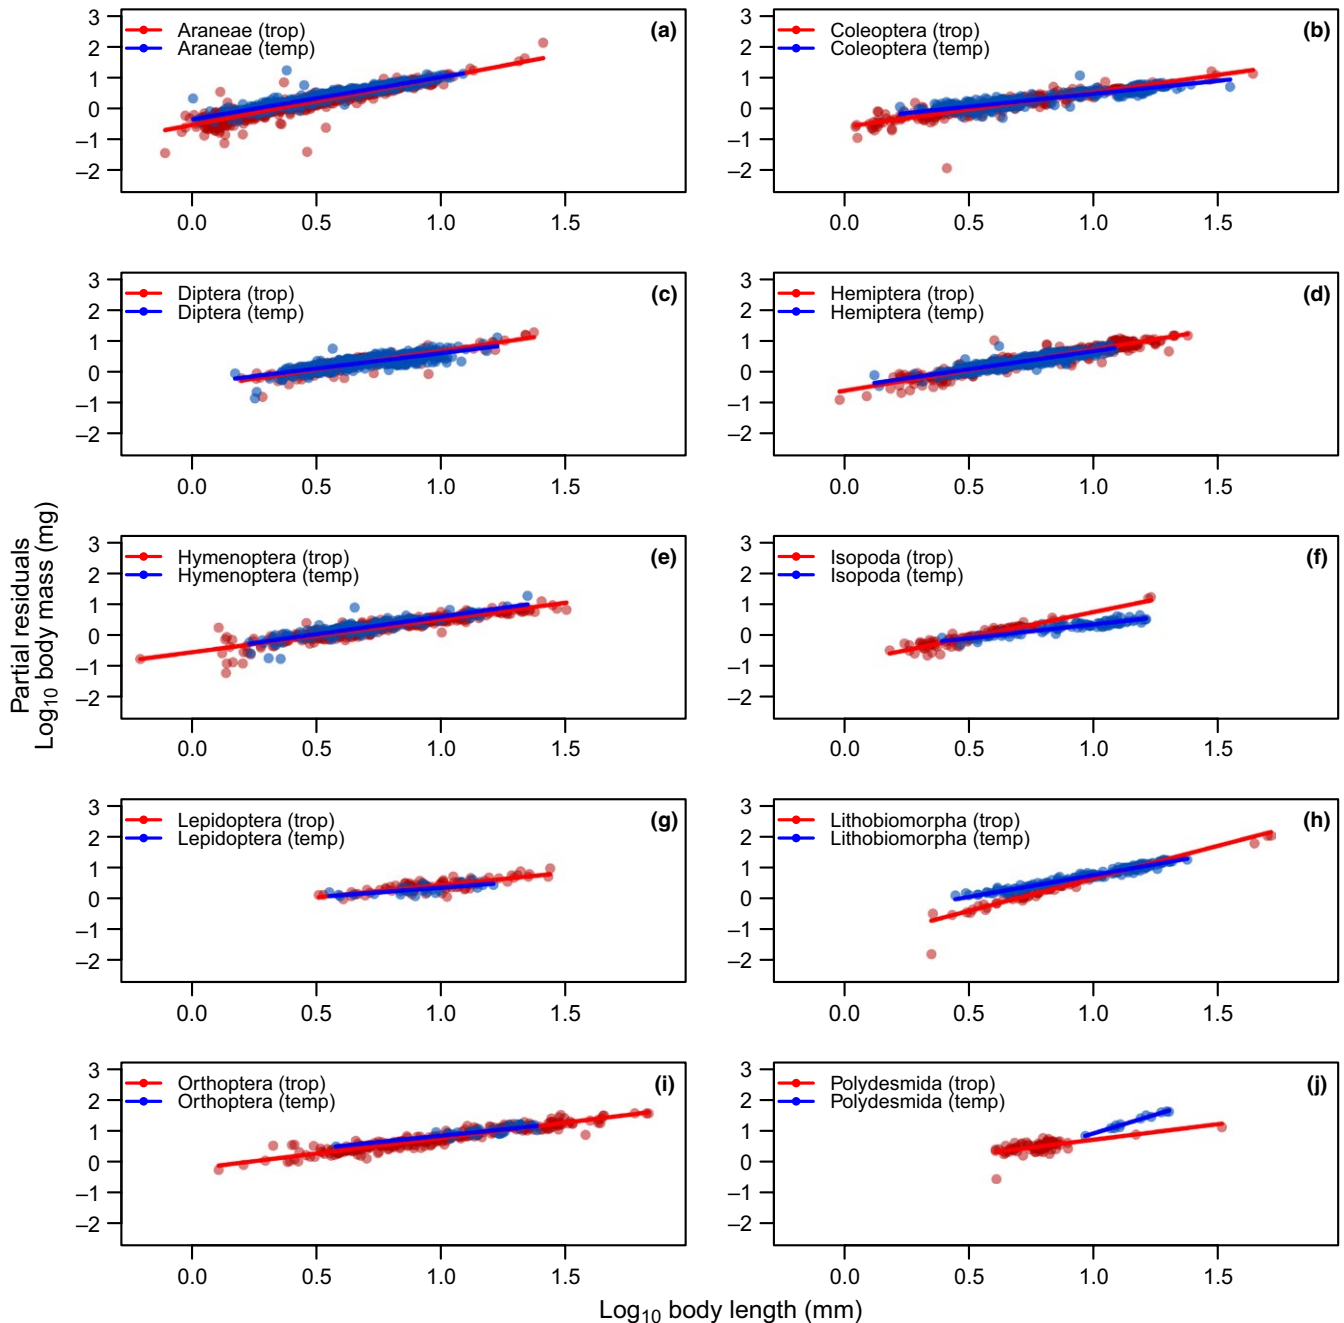 Araneae (trop)
Araneae (temp)
(a)
3
2
1
0
–1
–2
0.0 0.5 1.0 1.5
Coleoptera (trop)
Coleoptera (temp)
(b)
3
2
1
0
–1
–2
0.0 0.5 1.0 1.5
Diptera (trop)
Diptera (temp)
(c)
3
2
1
0
–1
–2
0.0 0.5 1.0 1.5
Hemiptera (trop)
Hemiptera (temp)
(d)
3
2
1
0
–1
–2
0.0 0.5 1.0 1.5
Partial residuals
Log10 body mass (mg)
Hymenoptera (trop)
Hymenoptera (temp)
(e)
3
2
1
0
–1
–2
0.0 0.5 1.0 1.5
Isopoda (trop)
Isopoda (temp)
(f)
3
2
1
0
–1
–2
0.0 0.5 1.0 1.5
Lepidoptera (trop)
Lepidoptera (temp)
(g)
3
2
1
0
–1
–2
0.0 0.5 1.0 1.5
Lithobiomorpha (trop)
Lithobiomorpha (temp)
(h)
3
2
1
0
–1
–2
0.0 0.5 1.0 1.5
Orthoptera (trop)
Orthoptera (temp)
(i)
3
2
1
0
–1
–2
0.0 0.5 1.0 1.5
Polydesmida (trop)
Polydesmida (temp)
(j)
3
2
1
0
–1
–2
0.0 0.5 1.0 1.5
Log10 body length (mm)